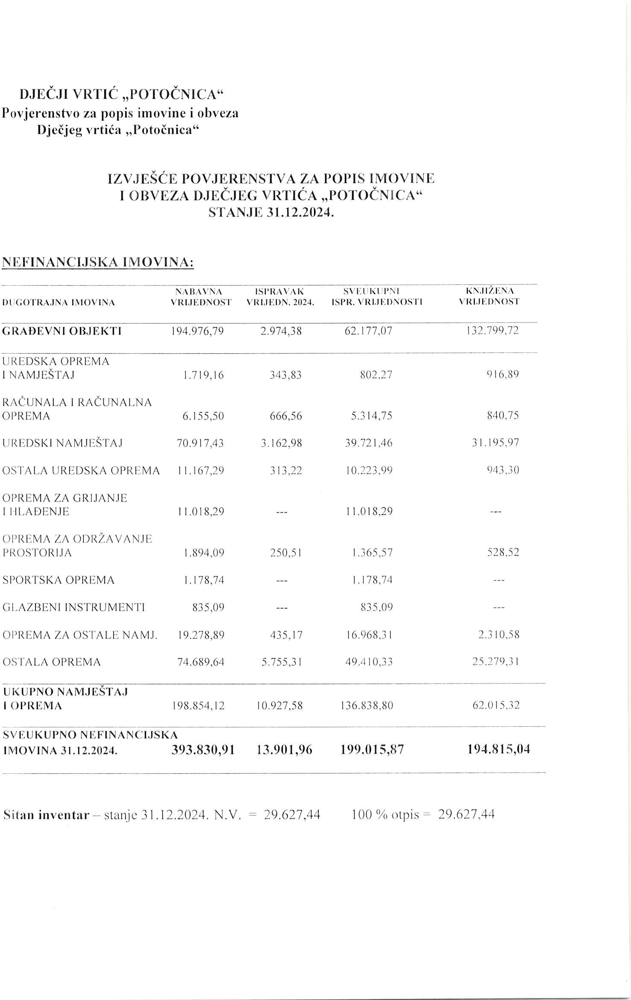 DJEČJI VRTIĆ „POTOČNICA“
Povjerenstvo za popis imovine i obveza
Dječjeg vrtića „Potočnica“
IZVJEŠĆE POVJERENSTVA ZA POPIS IMOVINE
I OBVEZA DJEČJEG VRTIĆA „POTOČNICA“
STANJE 31.12.2024.
NEFINANCIJSKA IMOVINA:
NABAVNA ISPRAVAK SVEUKUPNI KNJIŽENA
DUGOTRAJNA IMOVINA VRIJEDNOST VRIJEDN. 2024. ISPR. VRIJEDNOSTI VRIJEDNOST
GRAĐEVNI OBJEKTI 194.976,79 2.974,38 62.177,07 132.799,72
UREDSKA OPREMA
I NAMJEŠTAJ 1.719,16 343,83 802,27 916,89
RAČUNALA I RAČUNALNA
OPREMA 6.155,50 666,56 5.314,75 840,75
UREDSKI NAMJEŠTAJ 70.917,43 3.162,98 39.721,46 31.195,97
OSTALA UREDSKA OPREMA 11.167,29 313,22 10.223,99 943,30
OPREMA ZA GRIJANJE
I HLAĐENJE 11.018,29 --- 11.018,29 ---
OPREMA ZA ODRŽAVANJE
PROSTORIJA 1.894,09 250,51 1.365,57 528,52
SPORTSKA OPREMA 1.178,74 --- 1.178,74 ---
GLAZBENI INSTRUMENTI 835,09 --- 835,09 ---
OPREMA ZA OSTALE NAMJ. 19.278,89 435,17 16.968,31 2.310,58
OSTALA OPREMA 74.689,64 5.755,31 49.410,33 25.279,31
UKUPNO NAMJEŠTAJ
I OPREMA 198.854,12 10.927,58 136.838,80 62.015,32
SVEUKUPNO NEFINANCIJSKA
IMOVINA 31.12.2024. 393.830,91 13.901,96 199.015,87 194.815,04
Sitan inventar – stanje 31.12.2024. N.V. = 29.627,44 100 % otpis = 29.627,44